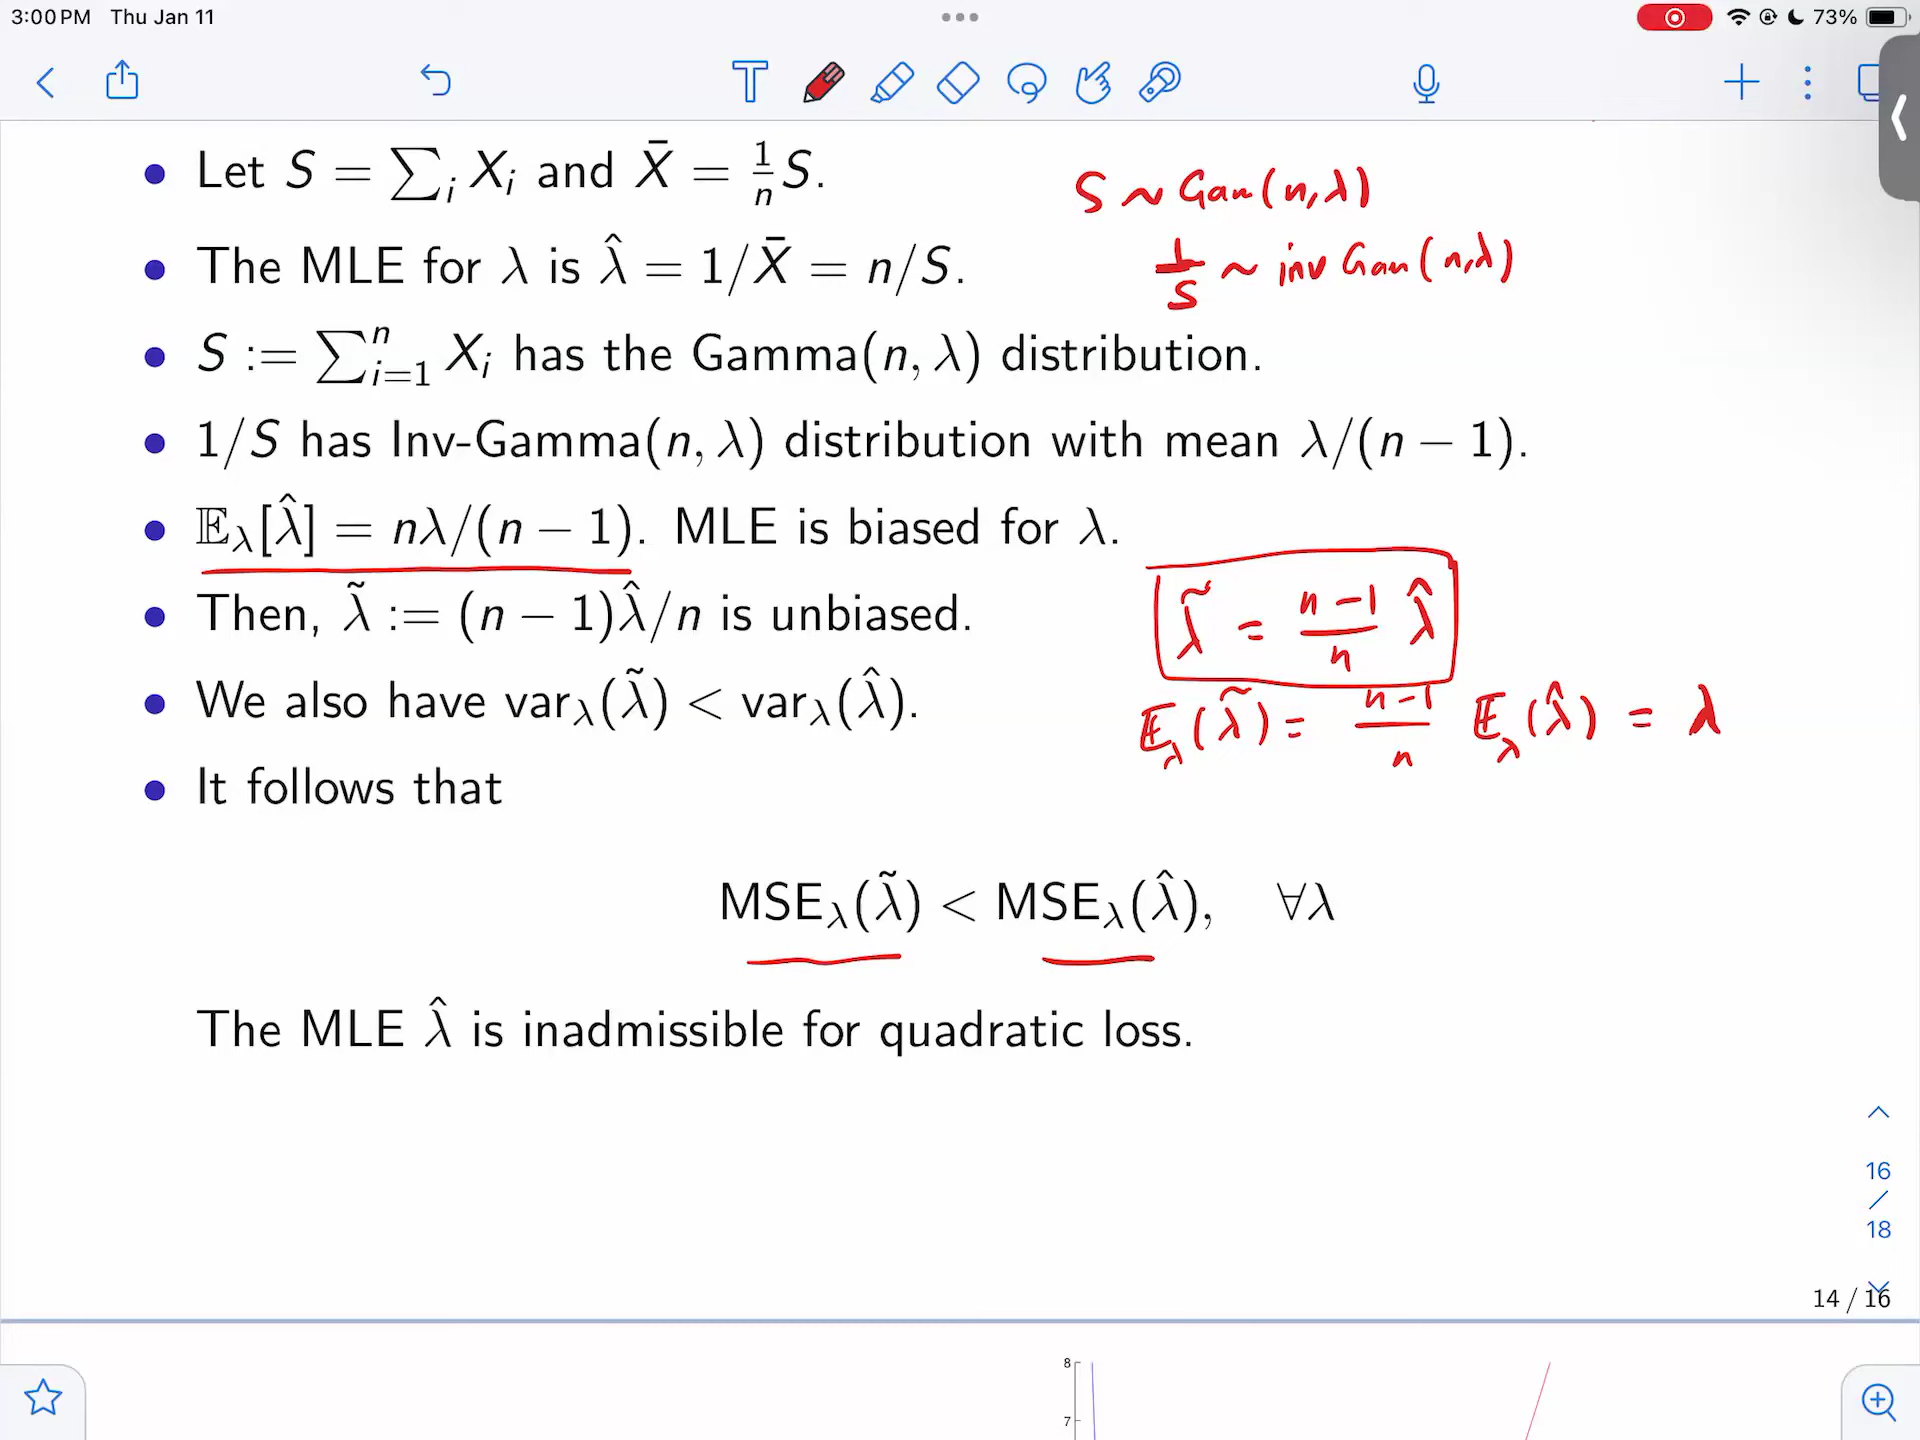 3:00 PM Thu Jan 11
73%
• Let S = ∑ᵢ Xᵢ and X̄ = 1/n S.
S ~ Gam(n,λ)
• The MLE for λ is λ̂ = 1/X̄ = n/S.
1/S ~ inv Gam(n,λ)
• S := ∑ⁿᵢ₌₁ Xᵢ has the Gamma(n, λ) distribution.
• 1/S has Inv-Gamma(n, λ) distribution with mean λ/(n − 1).
• 𝔼_λ[λ̂] = nλ/(n − 1). MLE is biased for λ.
• Then, λ̃ := (n − 1)λ̂/n is unbiased.
λ̃ = n-1/n λ̂
• We also have var_λ(λ̃) < var_λ(λ̂).
𝔼_λ(λ̃) = n-1/n 𝔼_λ(λ̂) = λ
• It follows that
MSE_λ(λ̃) < MSE_λ(λ̂), ∀λ
The MLE λ̂ is inadmissible for quadratic loss.
16
/
18
14 / 16
8
7